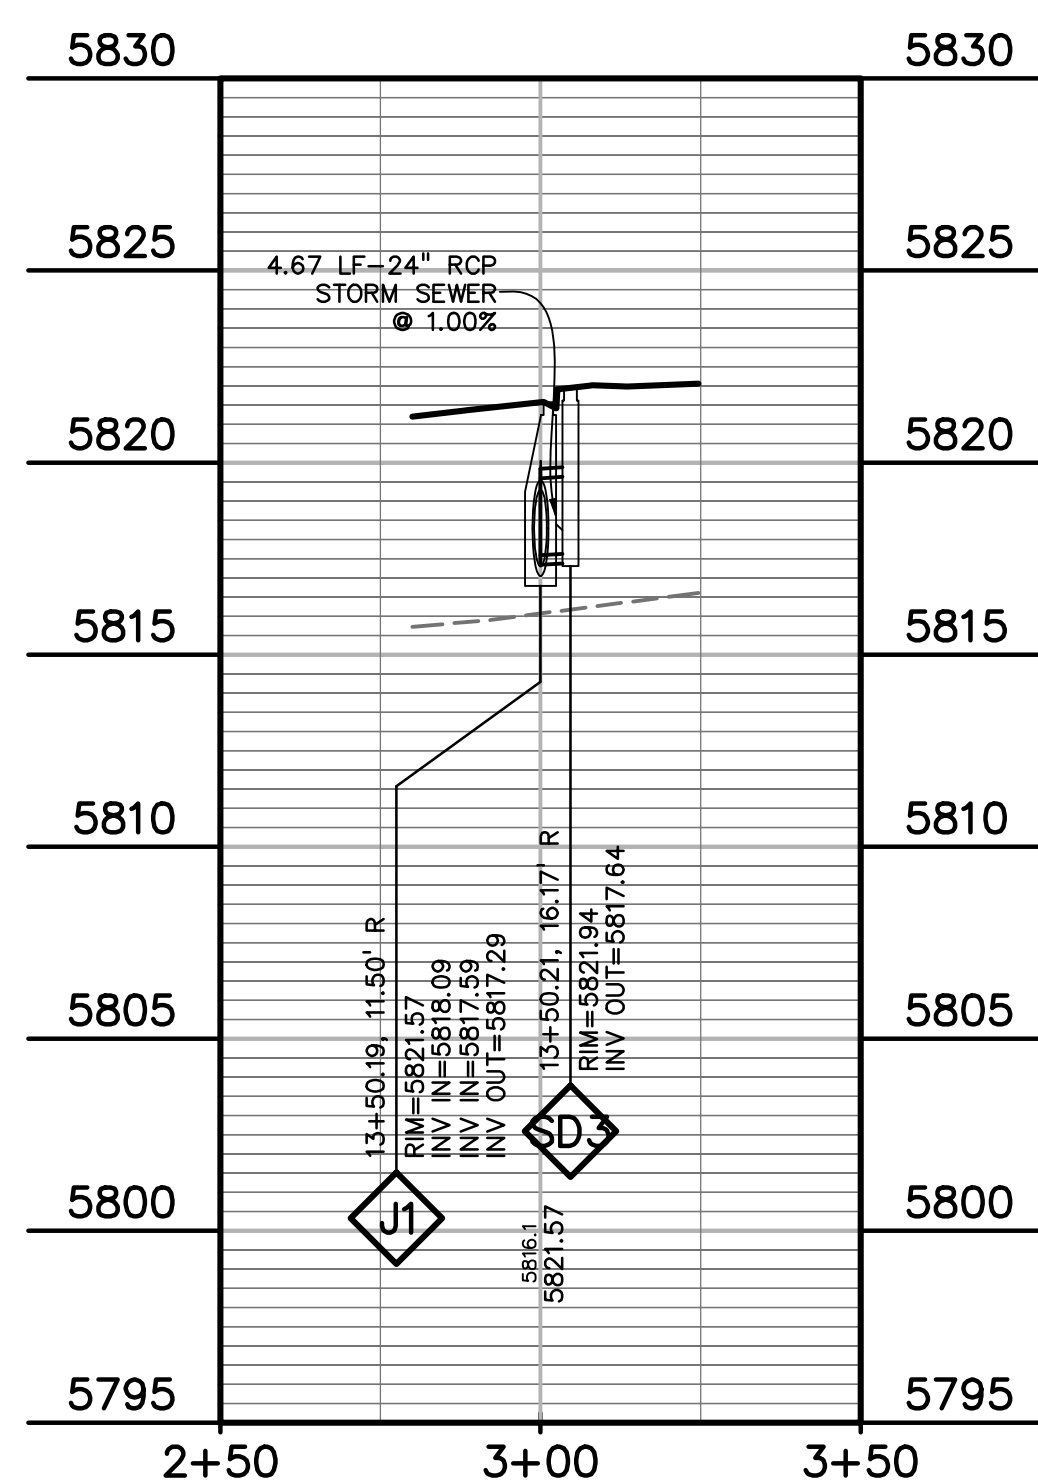 5830 5830
5825 5825
4.67 LF-24" RCP
STORM SEWER
@ 1.00%
5820 5820
5815 5815
5810 5810
13+50.19, 11.50' R
RIM=5821.57
INV IN=5818.09
INV IN=5817.59
INV OUT=5817.29
13+50.21, 16.17' R
RIM=5821.94
INV OUT=5817.64
5805 5805
SD3
J1
5800 5800
5816.1
5821.57
5795 5795
2+50 3+00 3+50